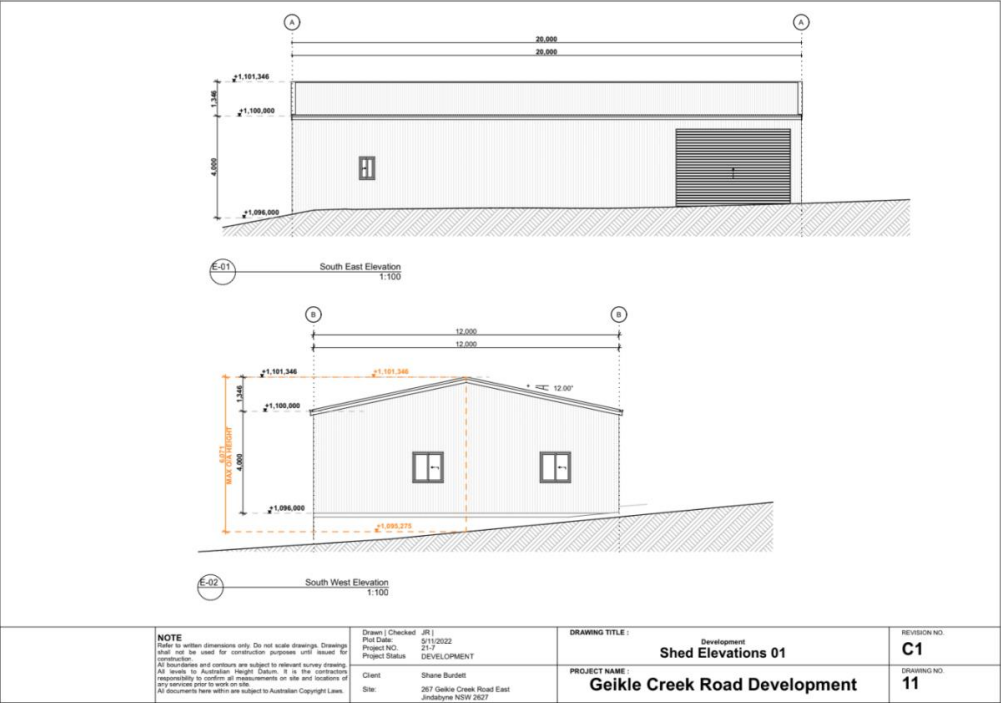 A
A
20,000
20,000
+1,101,346
1,346
+1,100,000
4,000
+1,096,000
E-01
South East Elevation
1:100
B
B
12,000
12,000
+1,101,346
+1,101,346
12.00°
1,346
+1,100,000
6,071
MAX O/A HEIGHT
4,000
+1,096,000
+1,095,275
E-02
South West Elevation
1:100
NOTE
Refer to written dimensions only. Do not scale drawings. Drawings
shall not be used for construction purposes until issued for
construction.
All boundaries and contours are subject to relevant survey drawing.
All levels to Australian Height Datum. It is the contractors
responsibility to confirm all measurements on site and locations of
any services prior to work on site.
All documents here within are subject to Australian Copyright Laws.
Drawn | Checked JR |
Plot Date: 5/11/2022
Project NO. 21-7
Project Status DEVELOPMENT
Client Shane Burdett
Site: 267 Geikle Creek Road East
Jindabyne NSW 2627
DRAWING TITLE :
Development
Shed Elevations 01
PROJECT NAME :
Geikle Creek Road Development
REVISION NO.
C1
DRAWING NO.
11